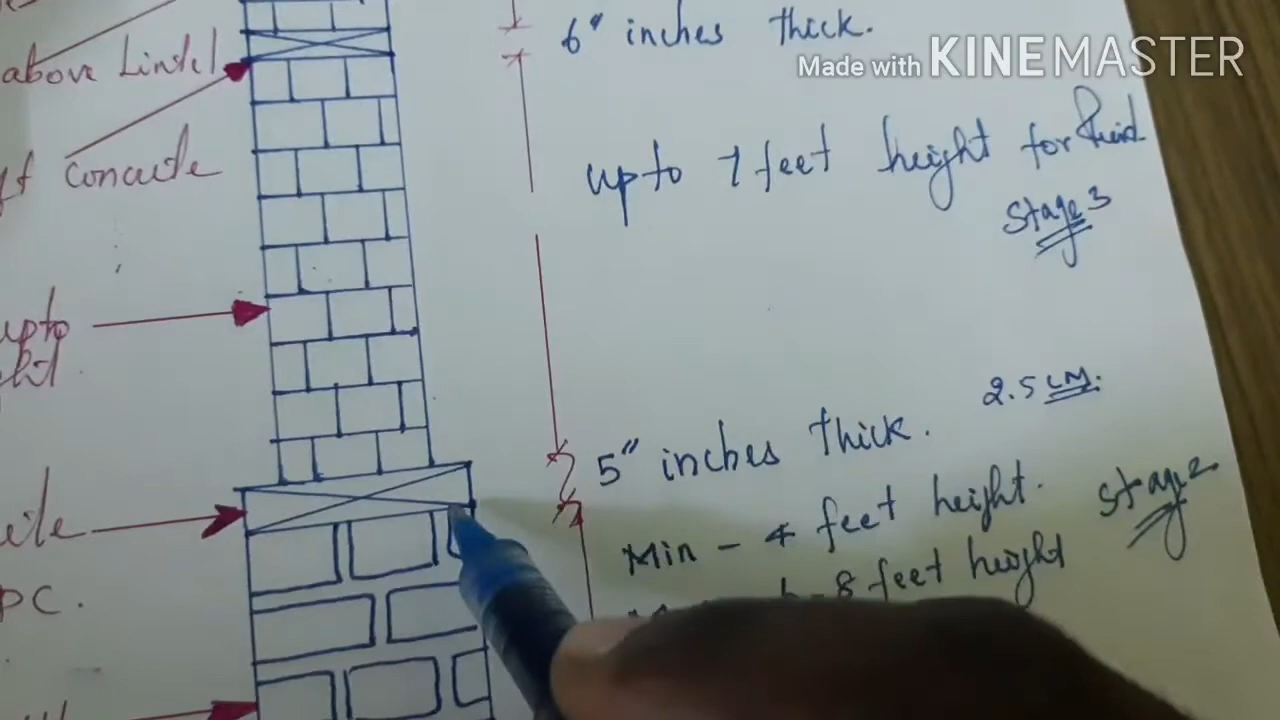 6" inches thick.
Made with KINEMASTER
above Lintel
concrete
upto 7 feet height for
Stage 3
upto
2.5 CM.
5" inches thick.
Min - 4 feet height.
Stage 2
6-8 feet height
PC.